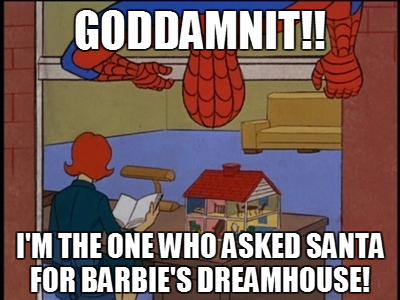 GODDAMNIT!!
I'M THE ONE WHO ASKED SANTA
FOR BARBIE'S DREAMHOUSE!